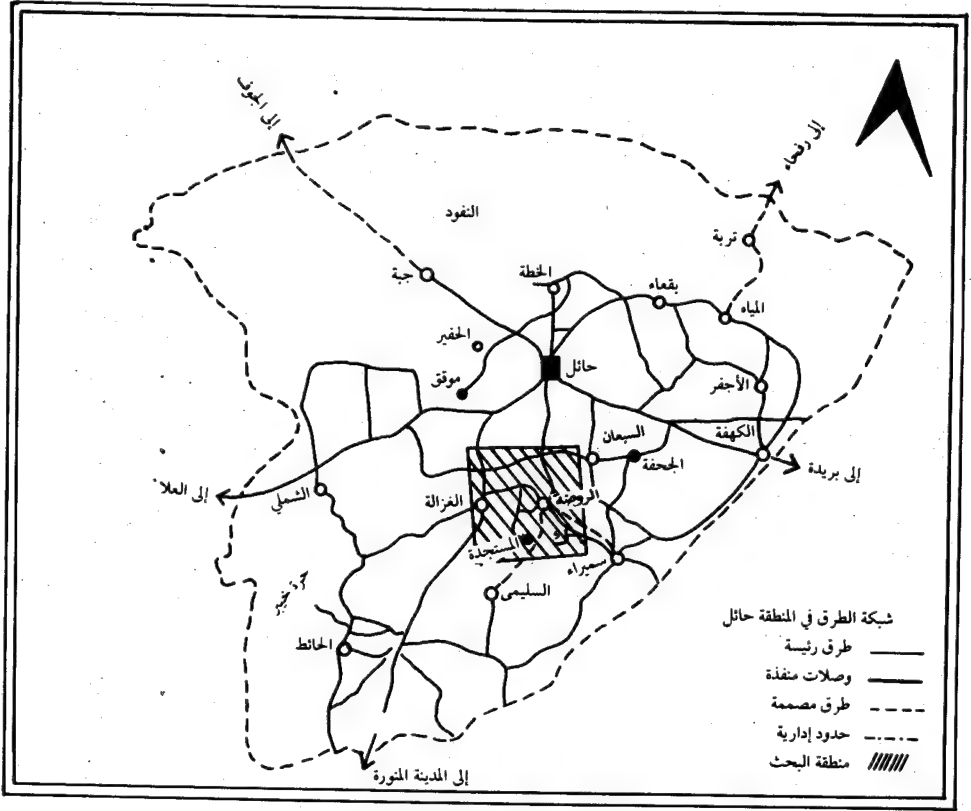 إلى الجوف
إلى رفحاء
النفود
تربة
جبة
الخطة
بقعاء
المياه
الحفير
حائل
موقق
الأجفر
السبعان
الكهفة
الجحفة
إلى بريدة
إلى العلا
الشملي
الغزالة
الروضة
المستجدة
سميراء
السليمي
حرة خيبر
الحائط
إلى المدينة المنورة
شبكة الطرق في المنطقة حائل
طرق رئيسة
وصلات منفذة
طرق مصممة
حدود إدارية
منطقة البحث